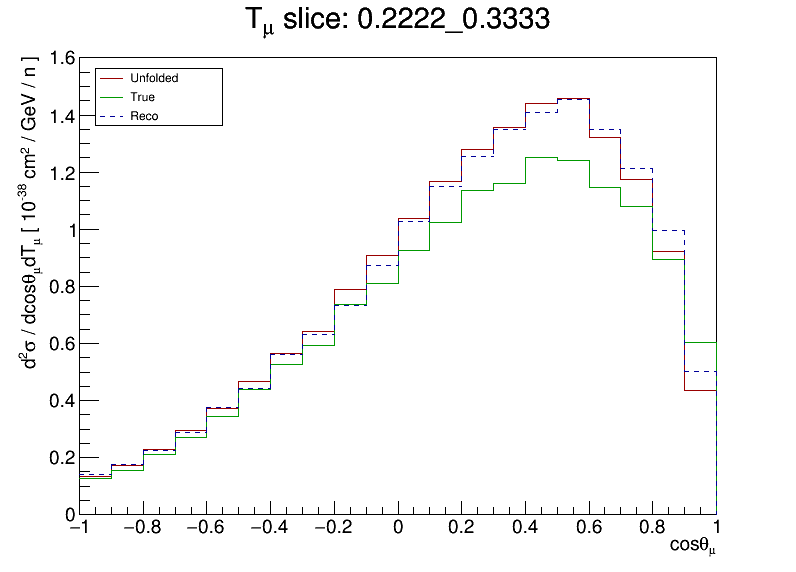 Tμ slice: 0.2222_0.3333
d²σ / dcosθμdTμ [ 10⁻³⁸ cm² / GeV / n ]
1.6
1.4
1.2
1
0.8
0.6
0.4
0.2
0
Unfolded
True
Reco
−1 −0.8 −0.6 −0.4 −0.2 0 0.2 0.4 0.6 0.8 1
cosθμ